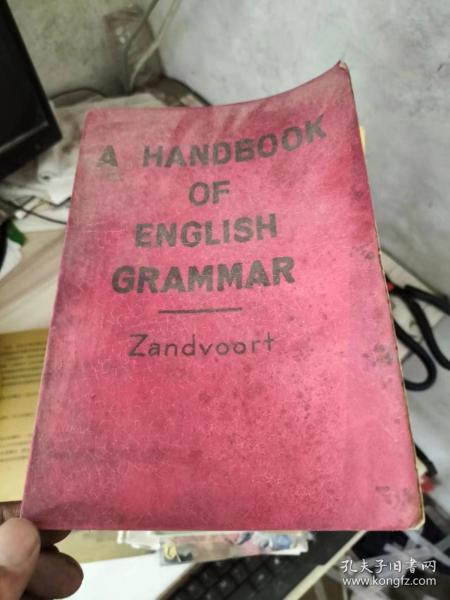 A HANDBOOK
OF
ENGLISH
GRAMMAR
Zandvoort
孔夫子旧书网
www.kongfz.com